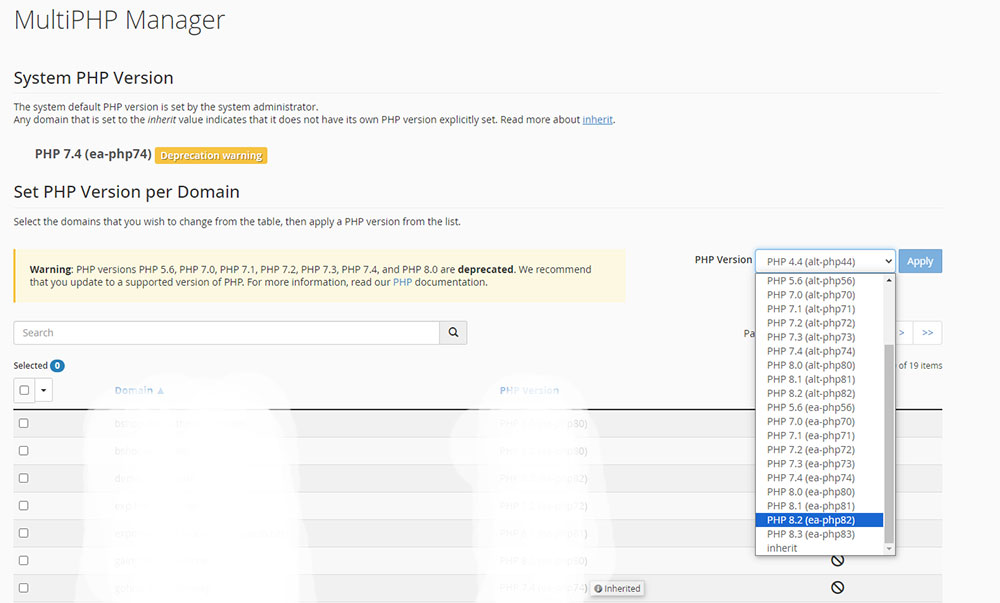 MultiPHP Manager
System PHP Version
The system default PHP version is set by the system administrator.
Any domain that is set to the inherit value indicates that it does not have its own PHP version explicitly set. Read more about inherit.
PHP 7.4 (ea-php74) Deprecation warning
Set PHP Version per Domain
Select the domains that you wish to change from the table, then apply a PHP version from the list.
Warning: PHP versions PHP 5.6, PHP 7.0, PHP 7.1, PHP 7.2, PHP 7.3, PHP 7.4, and PHP 8.0 are deprecated. We recommend
that you update to a supported version of PHP. For more information, read our PHP documentation.
PHP Version PHP 4.4 (alt-php44) Apply
PHP 5.6 (alt-php56)
PHP 7.0 (alt-php70)
PHP 7.1 (alt-php71)
PHP 7.2 (alt-php72)
PHP 7.3 (alt-php73)
PHP 7.4 (alt-php74)
PHP 8.0 (alt-php80)
PHP 8.1 (alt-php81)
PHP 8.2 (alt-php82)
PHP 5.6 (ea-php56)
PHP 7.0 (ea-php70)
PHP 7.1 (ea-php71)
PHP 7.2 (ea-php72)
PHP 7.3 (ea-php73)
PHP 7.4 (ea-php74)
PHP 8.0 (ea-php80)
PHP 8.1 (ea-php81)
PHP 8.2 (ea-php82)
PHP 8.3 (ea-php83)
inherit
Search
> >>
Selected 0
of 19 items
Domain ▲ PHP Version
Inherited